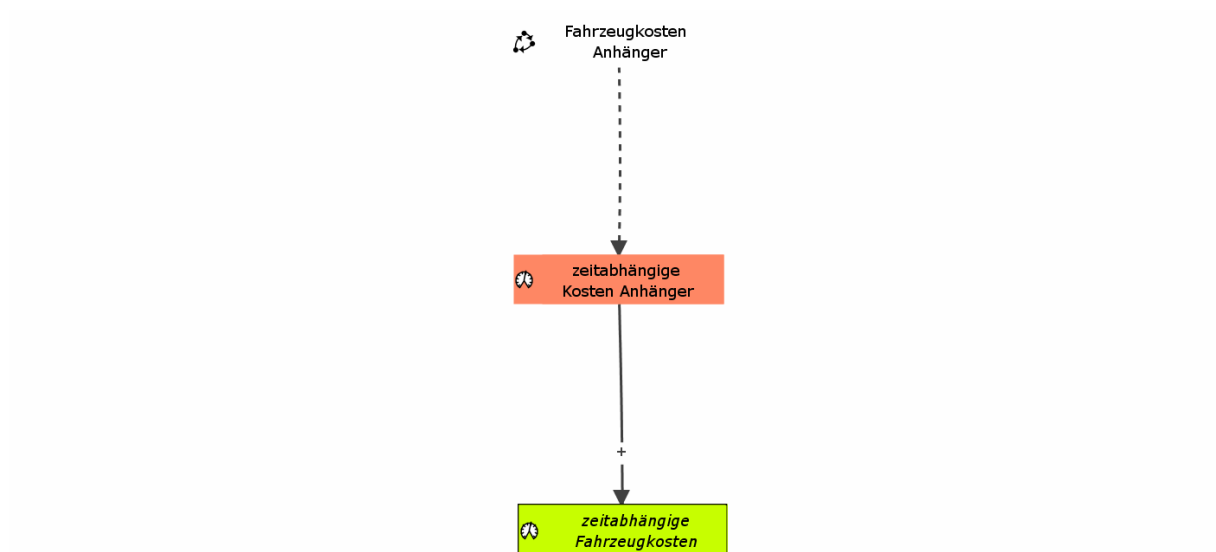 Fahrzeugkosten
Anhänger
zeitabhängige
Kosten Anhänger
+
zeitabhängige
Fahrzeugkosten